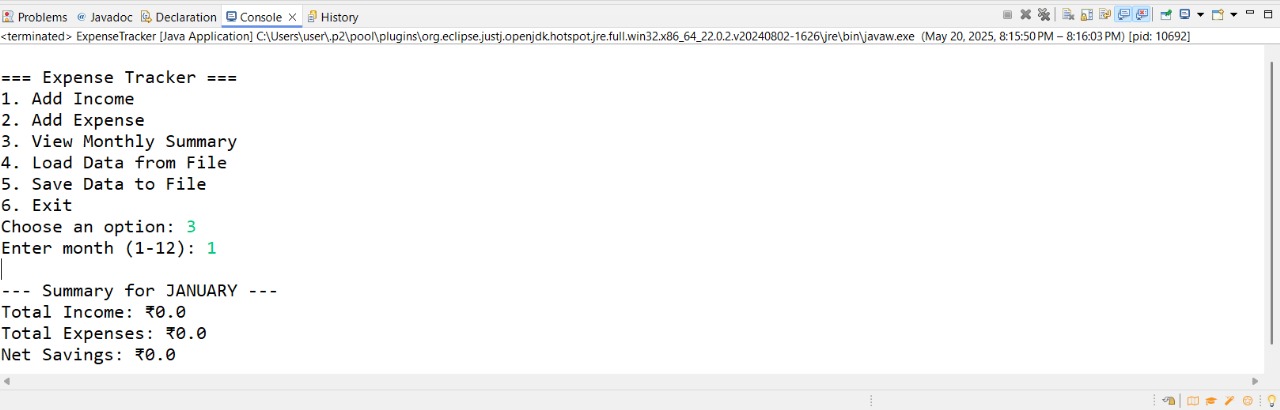 Problems Javadoc Declaration Console History
<terminated> ExpenseTracker [Java Application] C:\Users\user\.p2\pool\plugins\org.eclipse.justj.openjdk.hotspot.jre.full.win32.x86_64_22.0.2.v20240802-1626\jre\bin\javaw.exe (May 20, 2025, 8:15:50 PM – 8:16:03 PM) [pid: 10692]
=== Expense Tracker ===
1. Add Income
2. Add Expense
3. View Monthly Summary
4. Load Data from File
5. Save Data to File
6. Exit
Choose an option: 3
Enter month (1-12): 1
--- Summary for JANUARY ---
Total Income: ₹0.0
Total Expenses: ₹0.0
Net Savings: ₹0.0